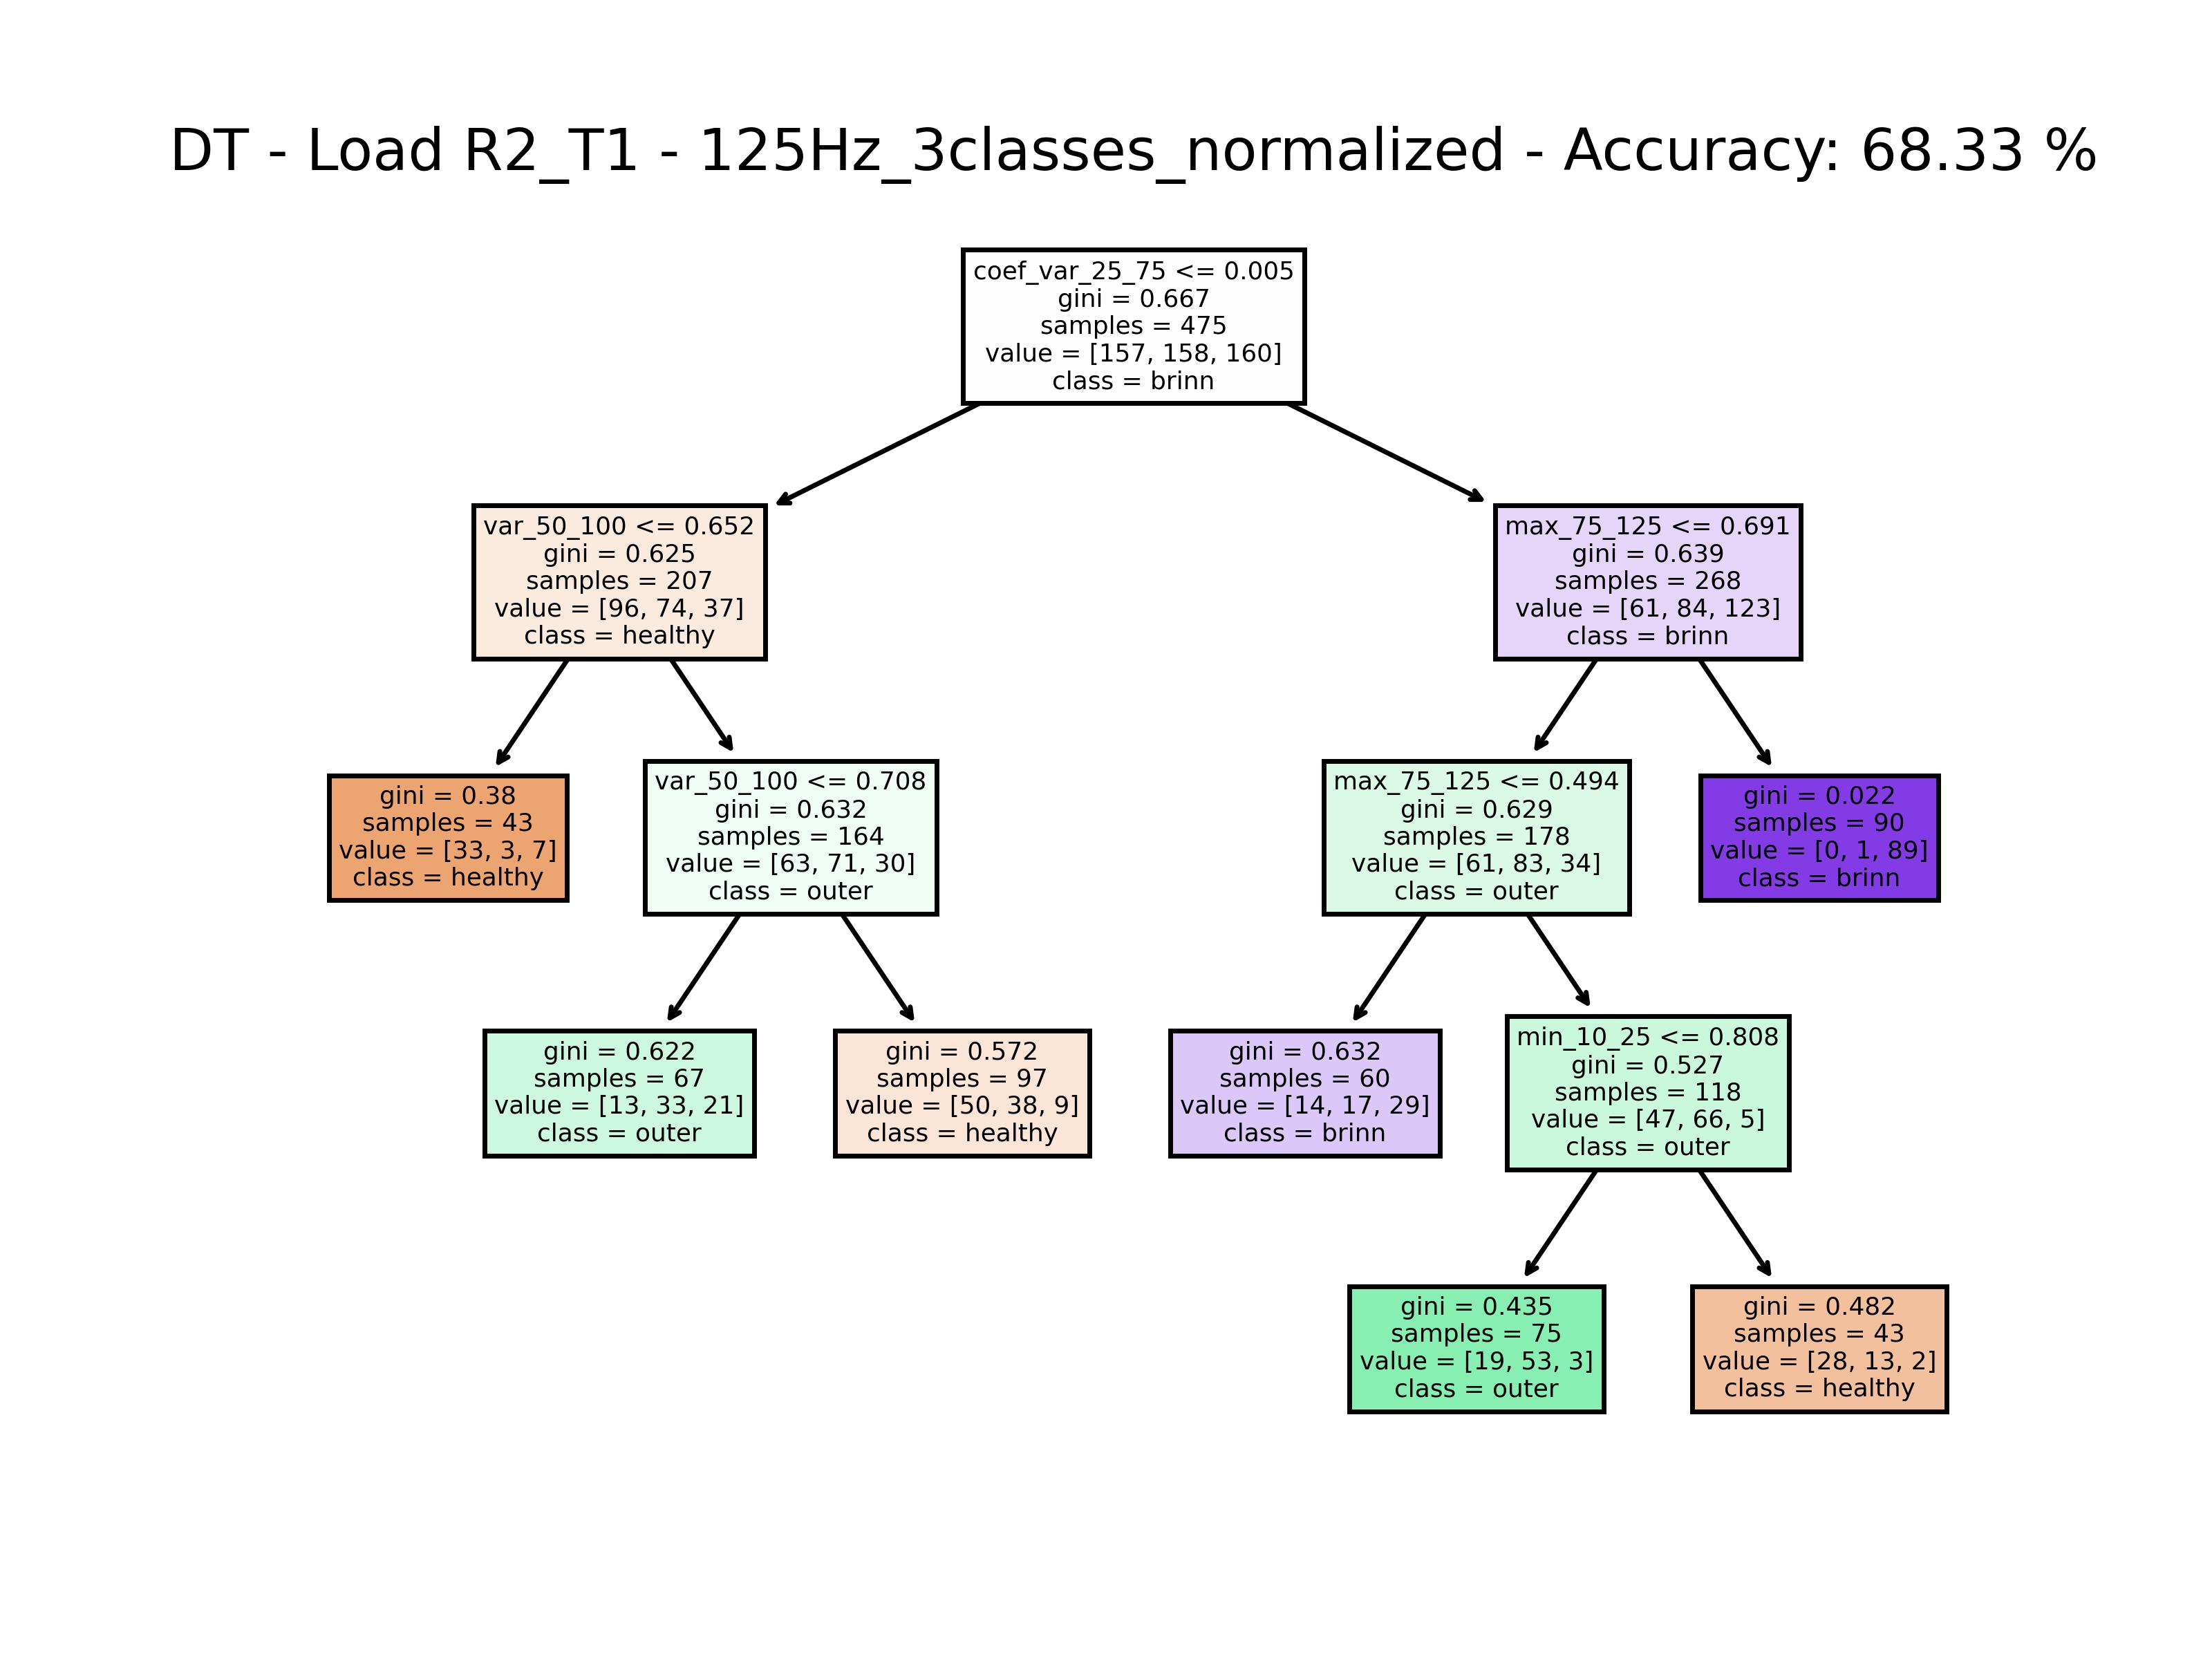 DT - Load R2_T1 - 125Hz_3classes_normalized - Accuracy: 68.33 %
coef_var_25_75 <= 0.005
gini = 0.667
samples = 475
value = [157, 158, 160]
class = brinn
var_50_100 <= 0.652
gini = 0.625
samples = 207
value = [96, 74, 37]
class = healthy
max_75_125 <= 0.691
gini = 0.639
samples = 268
value = [61, 84, 123]
class = brinn
gini = 0.38
samples = 43
value = [33, 3, 7]
class = healthy
var_50_100 <= 0.708
gini = 0.632
samples = 164
value = [63, 71, 30]
class = outer
max_75_125 <= 0.494
gini = 0.629
samples = 178
value = [61, 83, 34]
class = outer
gini = 0.022
samples = 90
value = [0, 1, 89]
class = brinn
gini = 0.622
samples = 67
value = [13, 33, 21]
class = outer
gini = 0.572
samples = 97
value = [50, 38, 9]
class = healthy
gini = 0.632
samples = 60
value = [14, 17, 29]
class = brinn
min_10_25 <= 0.808
gini = 0.527
samples = 118
value = [47, 66, 5]
class = outer
gini = 0.435
samples = 75
value = [19, 53, 3]
class = outer
gini = 0.482
samples = 43
value = [28, 13, 2]
class = healthy